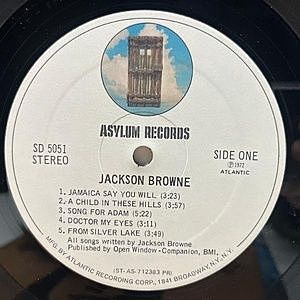 ASYLUM RECORDS
SD 5051
STEREO
SIDE ONE
Ⓟ 1972
ATLANTIC
JACKSON BROWNE
1. JAMAICA SAY YOU WILL (3:23)
2. A CHILD IN THESE HILLS (3:57)
3. SONG FOR ADAM (5:22)
4. DOCTOR MY EYES (3:11)
5. FROM SILVER LAKE (3:49)
All songs written by Jackson Browne
Published by Open Window-Companion, BMI.
(ST-AS-712383 PR)
MFG. BY ATLANTIC RECORDING CORP., 1841 BROADWAY, N.Y., N.Y.